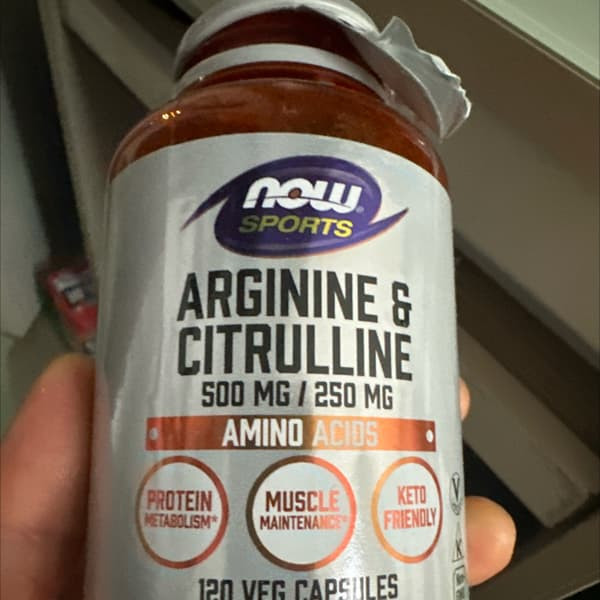 NOW
SPORTS
ARGININE &
CITRULLINE
500 MG / 250 MG
AMINO ACIDS
PROTEIN
METABOLISM*
MUSCLE
MAINTENANCE*
KETO
FRIENDLY
120 VEG CAPSULES